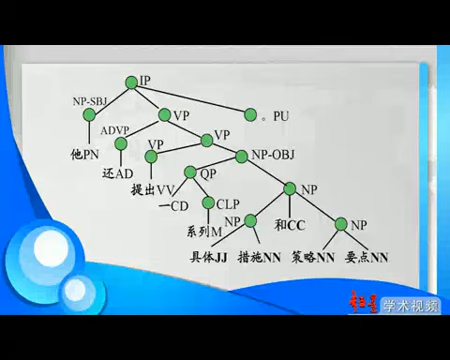 IP
NP-SBJ
VP
。PU
ADVP
VP
VP
NP-OBJ
他PN
还AD
提出VV
QP
一CD
CLP
NP
系列M
NP
和CC
NP
具体JJ 措施NN 策略NN 要点NN
学术视频